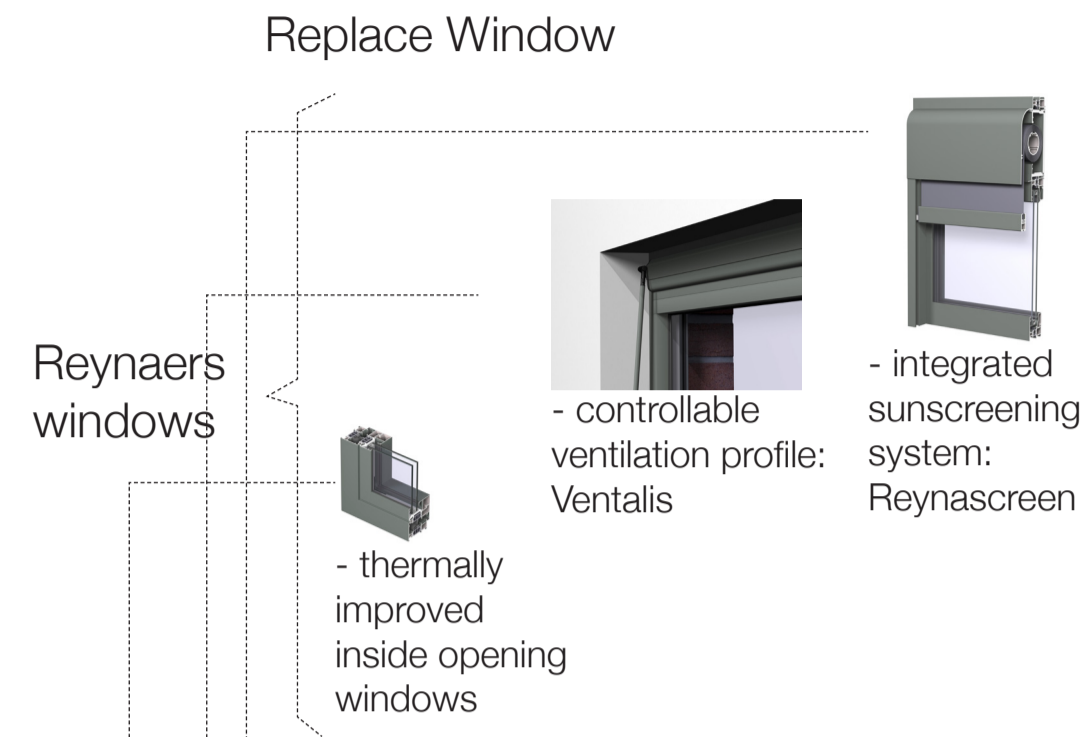 Replace Window
Reynaers
windows
- thermally
improved
inside opening
windows
- controllable
ventilation profile:
Ventalis
- integrated
sunscreening
system:
Reynascreen